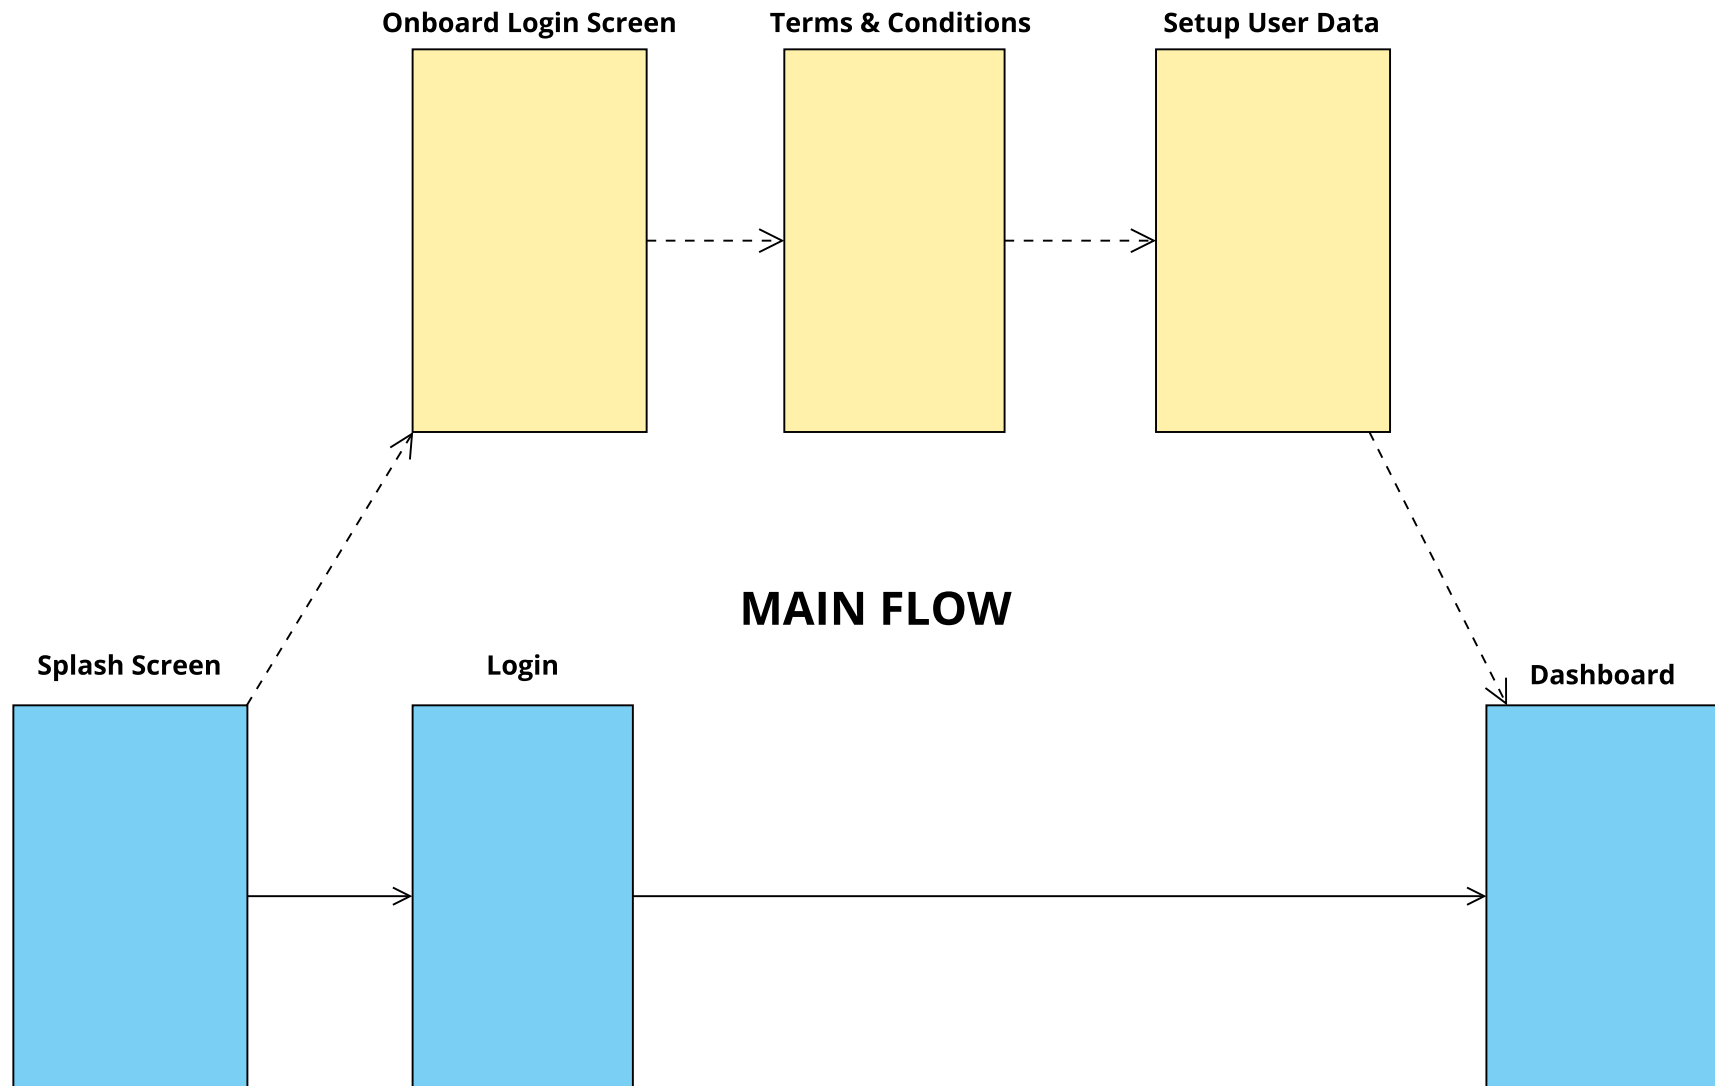 Onboard Login Screen
Terms & Conditions
Setup User Data
MAIN FLOW
Splash Screen
Login
Dashboard